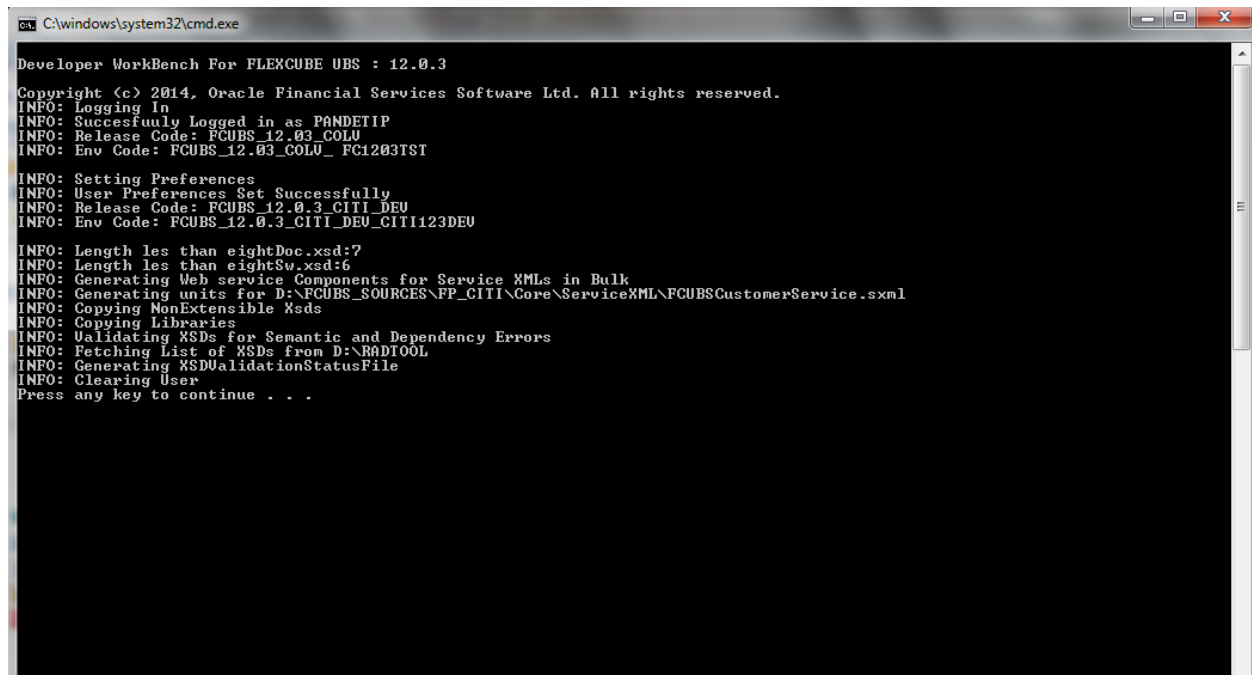 C:\windows\system32\cmd.exe
Developer WorkBench For FLEXCUBE UBS : 12.0.3
Copyright (c) 2014, Oracle Financial Services Software Ltd. All rights reserved.
INFO: Logging In
INFO: Succesfuuly Logged in as PANDETIP
INFO: Release Code: FCUBS_12.03_COLV
INFO: Env Code: FCUBS_12.03_COLV_ FC1203TST
INFO: Setting Preferences
INFO: User Preferences Set Successfully
INFO: Release Code: FCUBS_12.0.3_CITI_DEV
INFO: Env Code: FCUBS_12.0.3_CITI_DEV_CITI123DEV
INFO: Length les than eightDoc.xsd:7
INFO: Length les than eightSw.xsd:6
INFO: Generating Web service Components for Service XMLs in Bulk
INFO: Generating units for D:\FCUBS_SOURCES\FP_CITI\Core\ServiceXML\FCUBSCustomerService.sxml
INFO: Copying NonExtensible Xsds
INFO: Copying Libraries
INFO: Validating XSDs for Semantic and Dependency Errors
INFO: Fetching List of XSDs from D:\RADTOOL
INFO: Generating XSDValidationStatusFile
INFO: Clearing User
Press any key to continue . . .